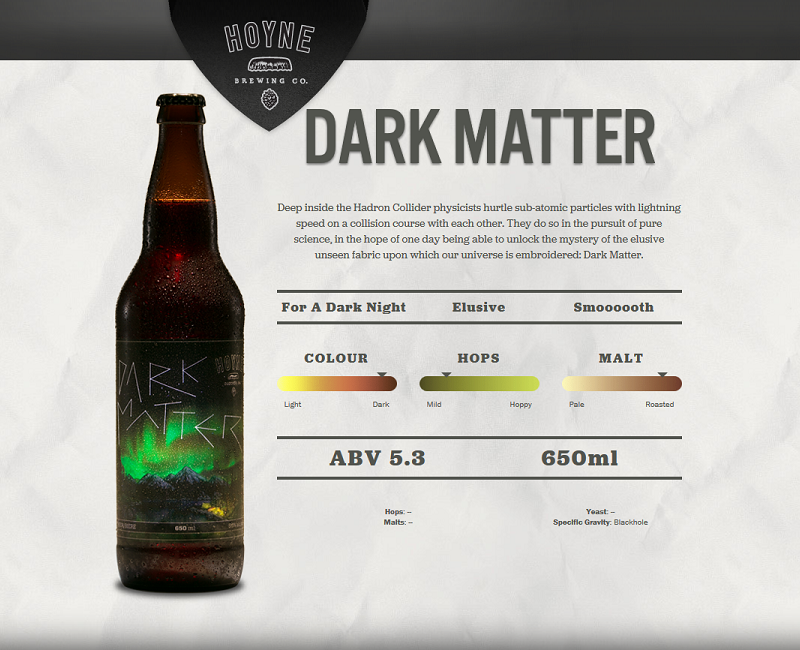 HOYNE
BREWING CO.
DARK MATTER
Deep inside the Hadron Collider physicists hurtle sub-atomic particles with lightning
speed on a collision course with each other. They do so in the pursuit of pure
science, in the hope of one day being able to unlock the mystery of the elusive
unseen fabric upon which our universe is embroidered: Dark Matter.
For A Dark Night Elusive Smoooooth
COLOUR HOPS MALT
Light Dark Mild Hoppy Pale Roasted
ABV 5.3 650ml
Hops: – Yeast: –
Malts: – Specific Gravity: Blackhole
HOYNE
DARK
MATTER
650 ml